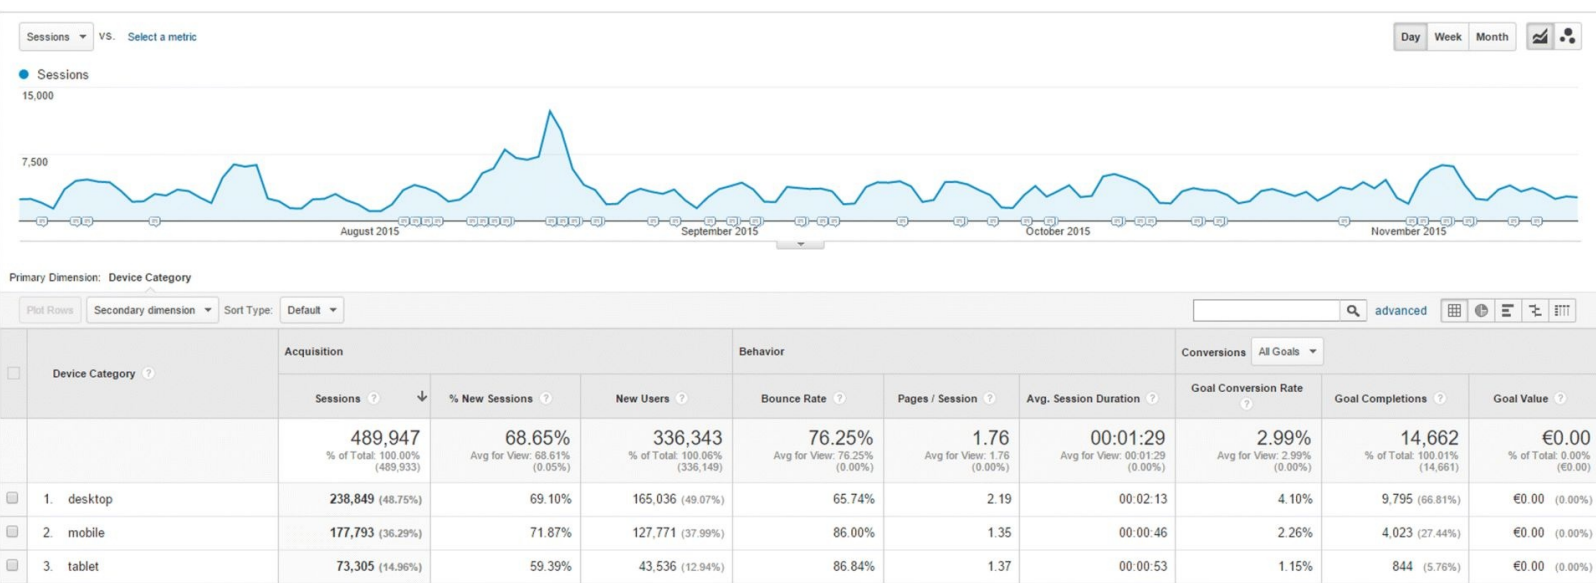 Sessions VS. Select a metric Day Week Month
Sessions
15,000
7,500
August 2015 September 2015 October 2015 November 2015
Primary Dimension: Device Category
Plot Rows Secondary dimension Sort Type: Default advanced
Device Category ? Acquisition Behavior Conversions All Goals
Sessions ? % New Sessions ? New Users ? Bounce Rate ? Pages / Session ? Avg. Session Duration ? Goal Conversion Rate ? Goal Completions ? Goal Value ?
489,947 68.65% 336,343 76.25% 1.76 00:01:29 2.99% 14,662 €0.00
% of Total: 100.00% Avg for View: 68.61% % of Total: 100.06% Avg for View: 76.25% Avg for View: 1.76 Avg for View: 00:01:29 Avg for View: 2.99% % of Total: 100.01% % of Total: 0.00%
(489,933) (0.05%) (336,149) (0.00%) (0.00%) (0.00%) (0.00%) (14,661) (€0.00)
1. desktop 238,849 (48.75%) 69.10% 165,036 (49.07%) 65.74% 2.19 00:02:13 4.10% 9,795 (66.81%) €0.00 (0.00%)
2. mobile 177,793 (36.29%) 71.87% 127,771 (37.99%) 86.00% 1.35 00:00:46 2.26% 4,023 (27.44%) €0.00 (0.00%)
3. tablet 73,305 (14.96%) 59.39% 43,536 (12.94%) 86.84% 1.37 00:00:53 1.15% 844 (5.76%) €0.00 (0.00%)